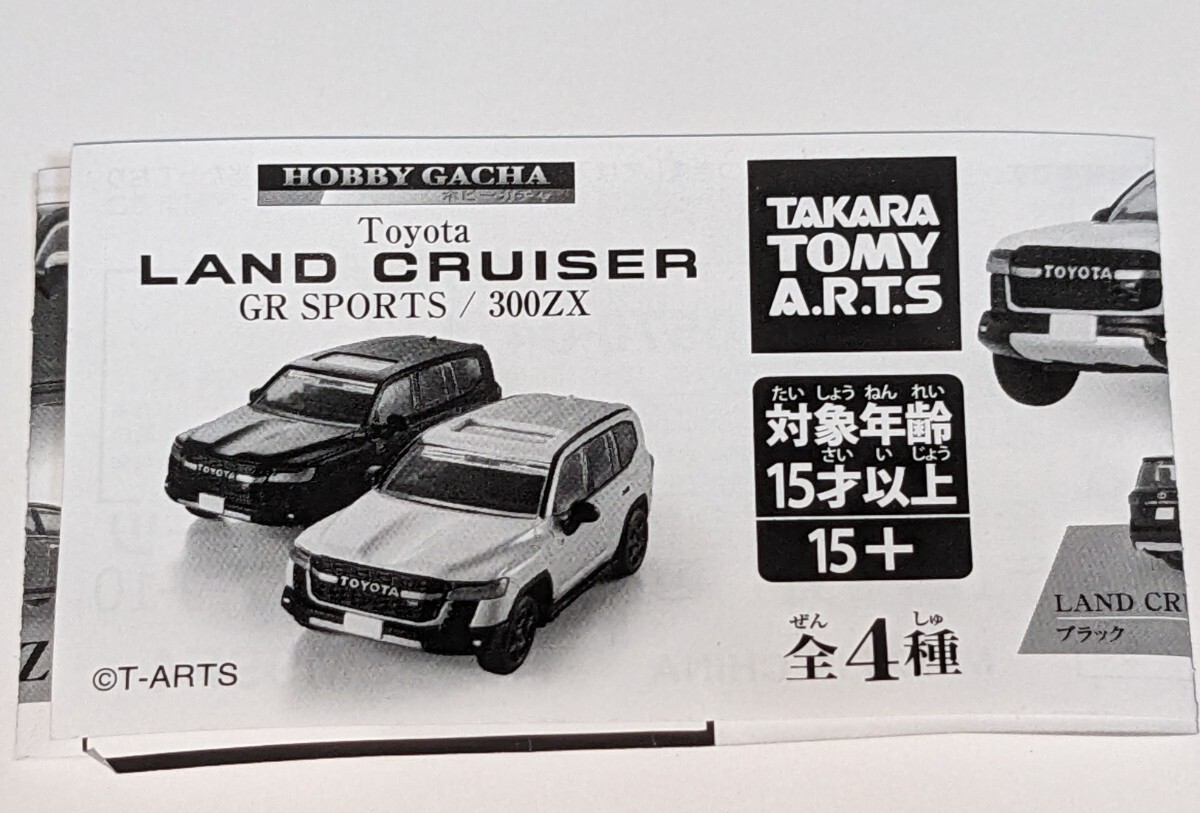 HOBBY GACHA
ホビーガチャ
Toyota
LAND CRUISER
GR SPORTS / 300ZX
TOYOTA
TOYOTA
©T-ARTS
TAKARA
TOMY
A.R.T.S
たいしょうねんれい
対象年齢
さいいじょう
15才以上
15+
ぜん しゅ
全4種
TOYOTA
LAND CR
ブラック
Z